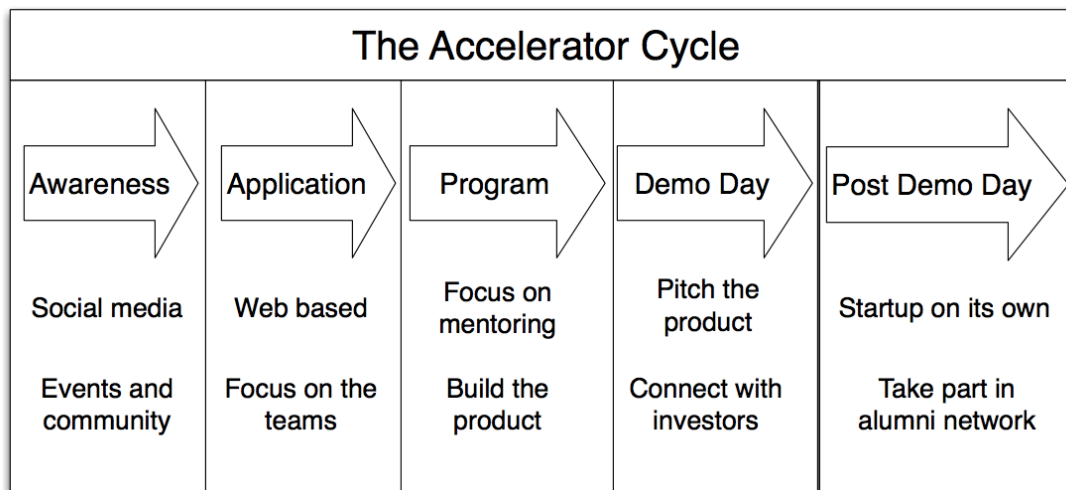 The Accelerator Cycle
Awareness
Application
Program
Demo Day
Post Demo Day
Social media
Web based
Focus on
mentoring
Pitch the
product
Startup on its own
Events and
community
Focus on the
teams
Build the
product
Connect with
investors
Take part in
alumni network